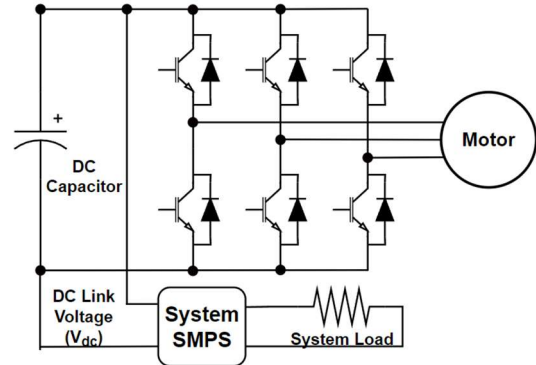 +
DC
Capacitor
Motor
DC Link
Voltage
(Vdc)
System
SMPS
System Load